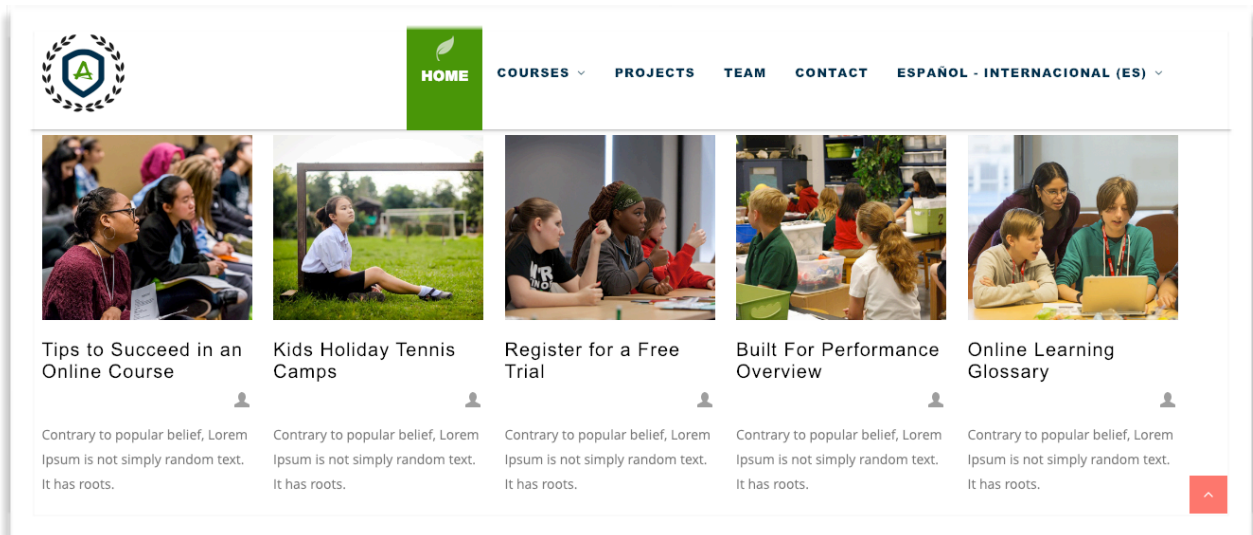 A
HOME
COURSES
PROJECTS
TEAM
CONTACT
ESPAÑOL - INTERNACIONAL (ES)
Tips to Succeed in an
Online Course
Contrary to popular belief, Lorem
Ipsum is not simply random text.
It has roots.
Kids Holiday Tennis
Camps
Contrary to popular belief, Lorem
Ipsum is not simply random text.
It has roots.
Register for a Free
Trial
Contrary to popular belief, Lorem
Ipsum is not simply random text.
It has roots.
Built For Performance
Overview
Contrary to popular belief, Lorem
Ipsum is not simply random text.
It has roots.
Online Learning
Glossary
Contrary to popular belief, Lorem
Ipsum is not simply random text.
It has roots.